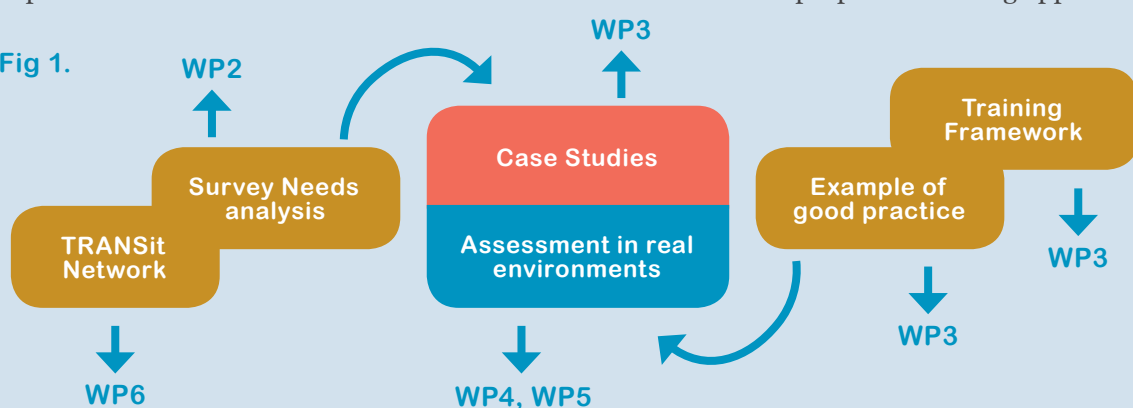 Fig 1.
WP2
WP3
Training
Framework
Case Studies
Survey Needs
analysis
Example of
good practice
TRANSit
Network
Assessment in real
environments
WP3
WP3
WP6
WP4, WP5